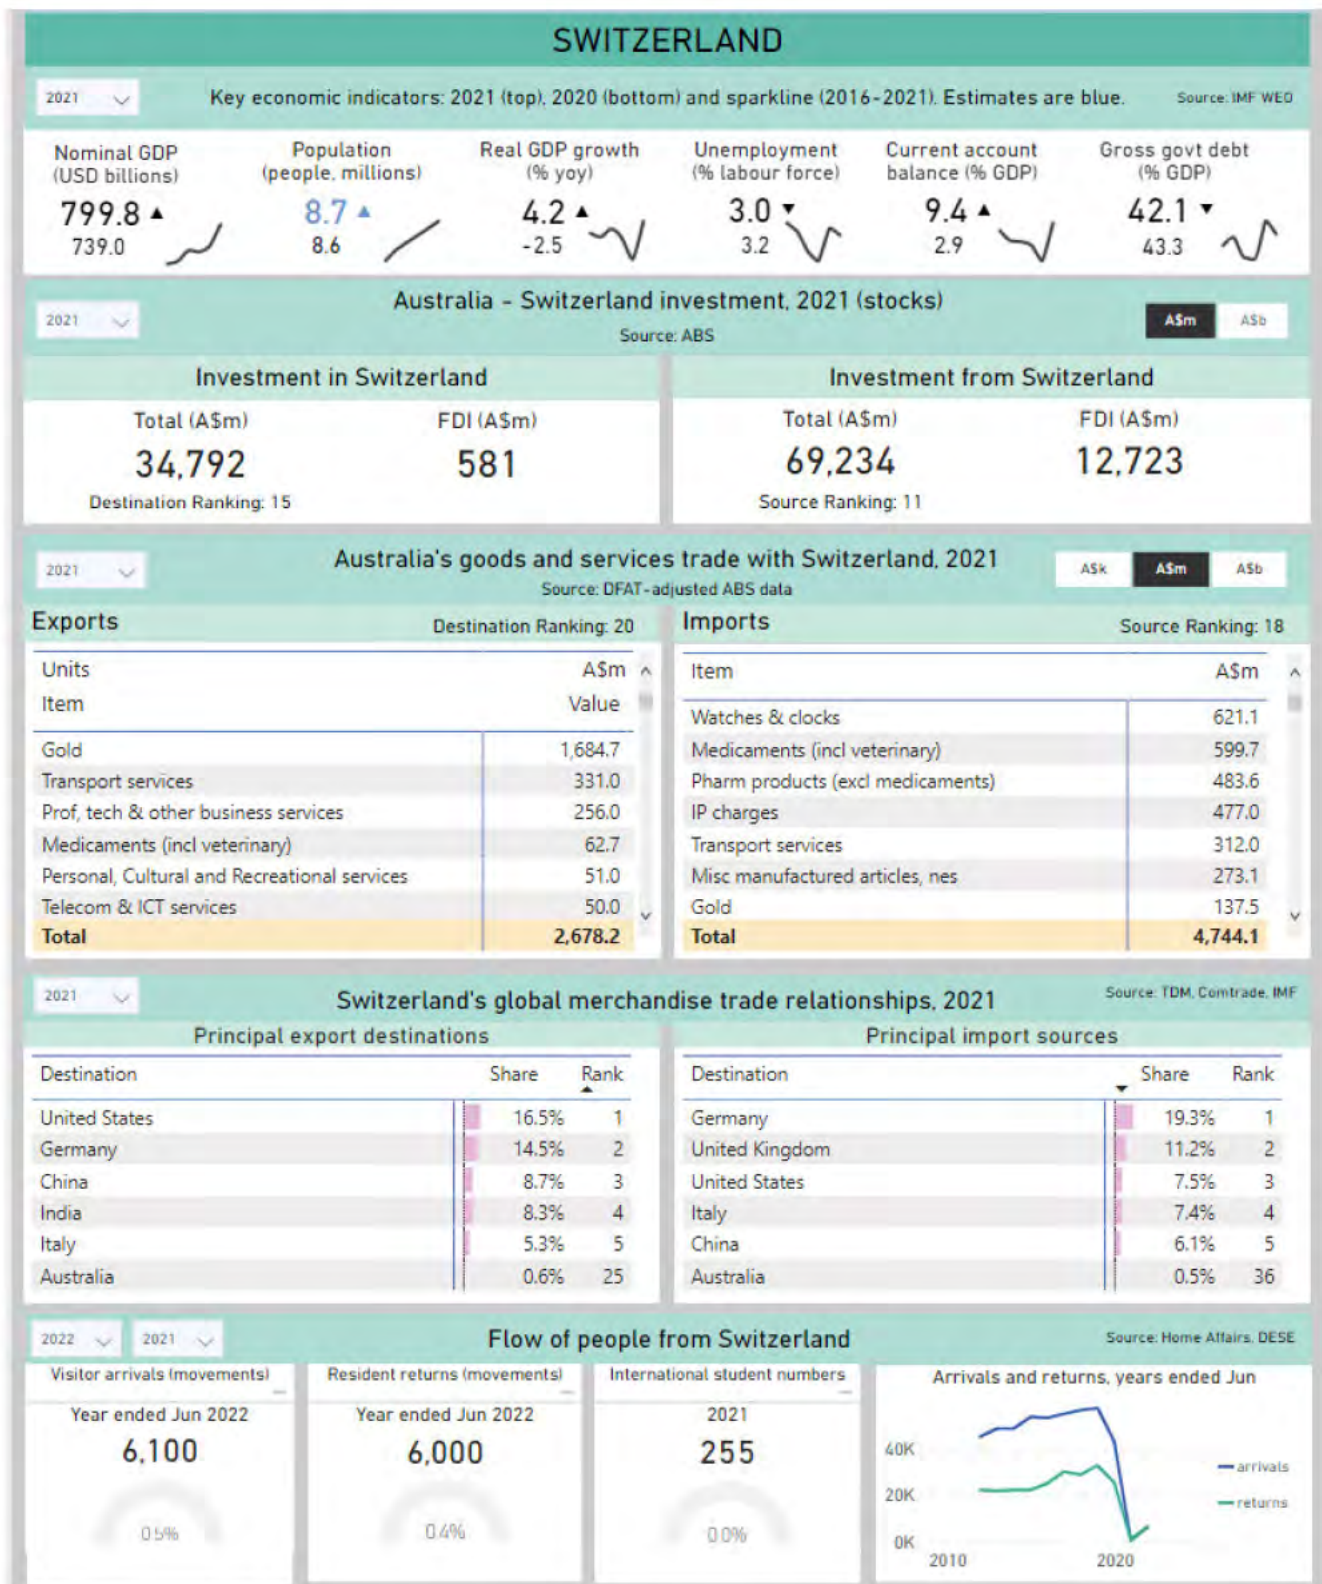 SWITZERLAND
2021
Key economic indicators: 2021 (top), 2020 (bottom) and sparkline (2016-2021). Estimates are blue.
Source: IMF WEO
Nominal GDP
(USD billions)
799.8 ▲
739.0
Population
(people, millions)
8.7 ▲
8.6
Real GDP growth
(% yoy)
4.2 ▲
-2.5
Unemployment
(% labour force)
3.0 ▼
3.2
Current account
balance (% GDP)
9.4 ▲
2.9
Gross govt debt
(% GDP)
42.1 ▼
43.3
2021
Australia - Switzerland investment, 2021 (stocks)
Source: ABS
A$m A$b
Investment in Switzerland
Total (A$m) FDI (A$m)
34,792 581
Destination Ranking: 15
Investment from Switzerland
Total (A$m) FDI (A$m)
69,234 12,723
Source Ranking: 11
2021
Australia's goods and services trade with Switzerland, 2021
Source: DFAT-adjusted ABS data
A$k A$m A$b
Exports Destination Ranking: 20
Units A$m
Item Value
Gold 1,684.7
Transport services 331.0
Prof, tech & other business services 256.0
Medicaments (incl veterinary) 62.7
Personal, Cultural and Recreational services 51.0
Telecom & ICT services 50.0
Total 2,678.2
Imports Source Ranking: 18
Item A$m
Watches & clocks 621.1
Medicaments (incl veterinary) 599.7
Pharm products (excl medicaments) 483.6
IP charges 477.0
Transport services 312.0
Misc manufactured articles, nes 273.1
Gold 137.5
Total 4,744.1
2021
Switzerland's global merchandise trade relationships, 2021
Source: TDM, Comtrade, IMF
Principal export destinations
Destination Share Rank
United States 16.5% 1
Germany 14.5% 2
China 8.7% 3
India 8.3% 4
Italy 5.3% 5
Australia 0.6% 25
Principal import sources
Destination Share Rank
Germany 19.3% 1
United Kingdom 11.2% 2
United States 7.5% 3
Italy 7.4% 4
China 6.1% 5
Australia 0.5% 36
2022 2021
Flow of people from Switzerland
Source: Home Affairs, DESE
Visitor arrivals (movements)
Year ended Jun 2022
6,100
0.5%
Resident returns (movements)
Year ended Jun 2022
6,000
0.4%
International student numbers
2021
255
0.0%
Arrivals and returns, years ended Jun
40K
20K
0K
2010 2020
arrivals
returns